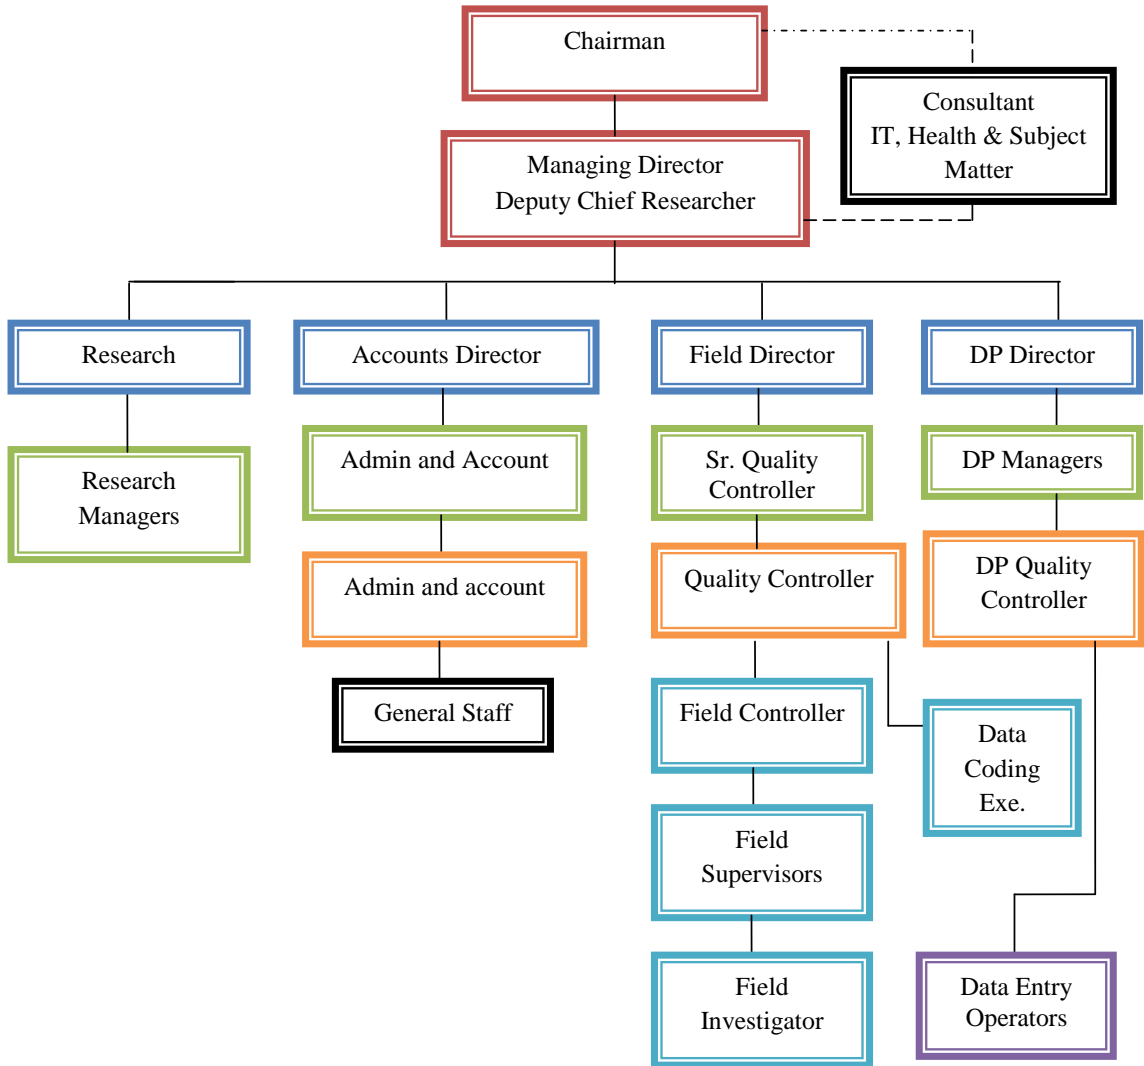 Chairman
Consultant
IT, Health & Subject
Matter
Managing Director
Deputy Chief Researcher
Research
Accounts Director
Field Director
DP Director
Research
Managers
Admin and Account
Sr. Quality
Controller
DP Managers
Admin and account
Quality Controller
DP Quality
Controller
General Staff
Field Controller
Data
Coding
Exe.
Field
Supervisors
Field
Investigator
Data Entry
Operators